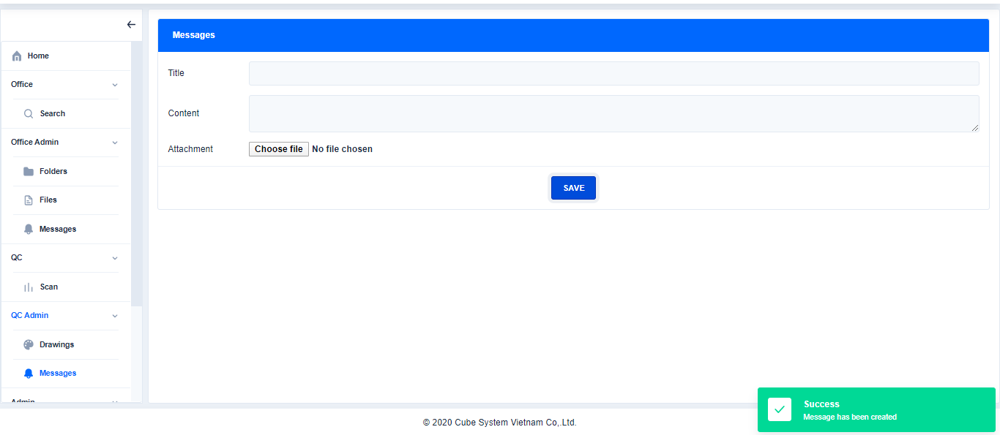 Home
Office
Search
Office Admin
Folders
Files
Messages
QC
Scan
QC Admin
Drawings
Messages
Admin
Messages
Title
Content
Attachment
Choose file No file chosen
SAVE
Success
Message has been created
© 2020 Cube System Vietnam Co,.Ltd.